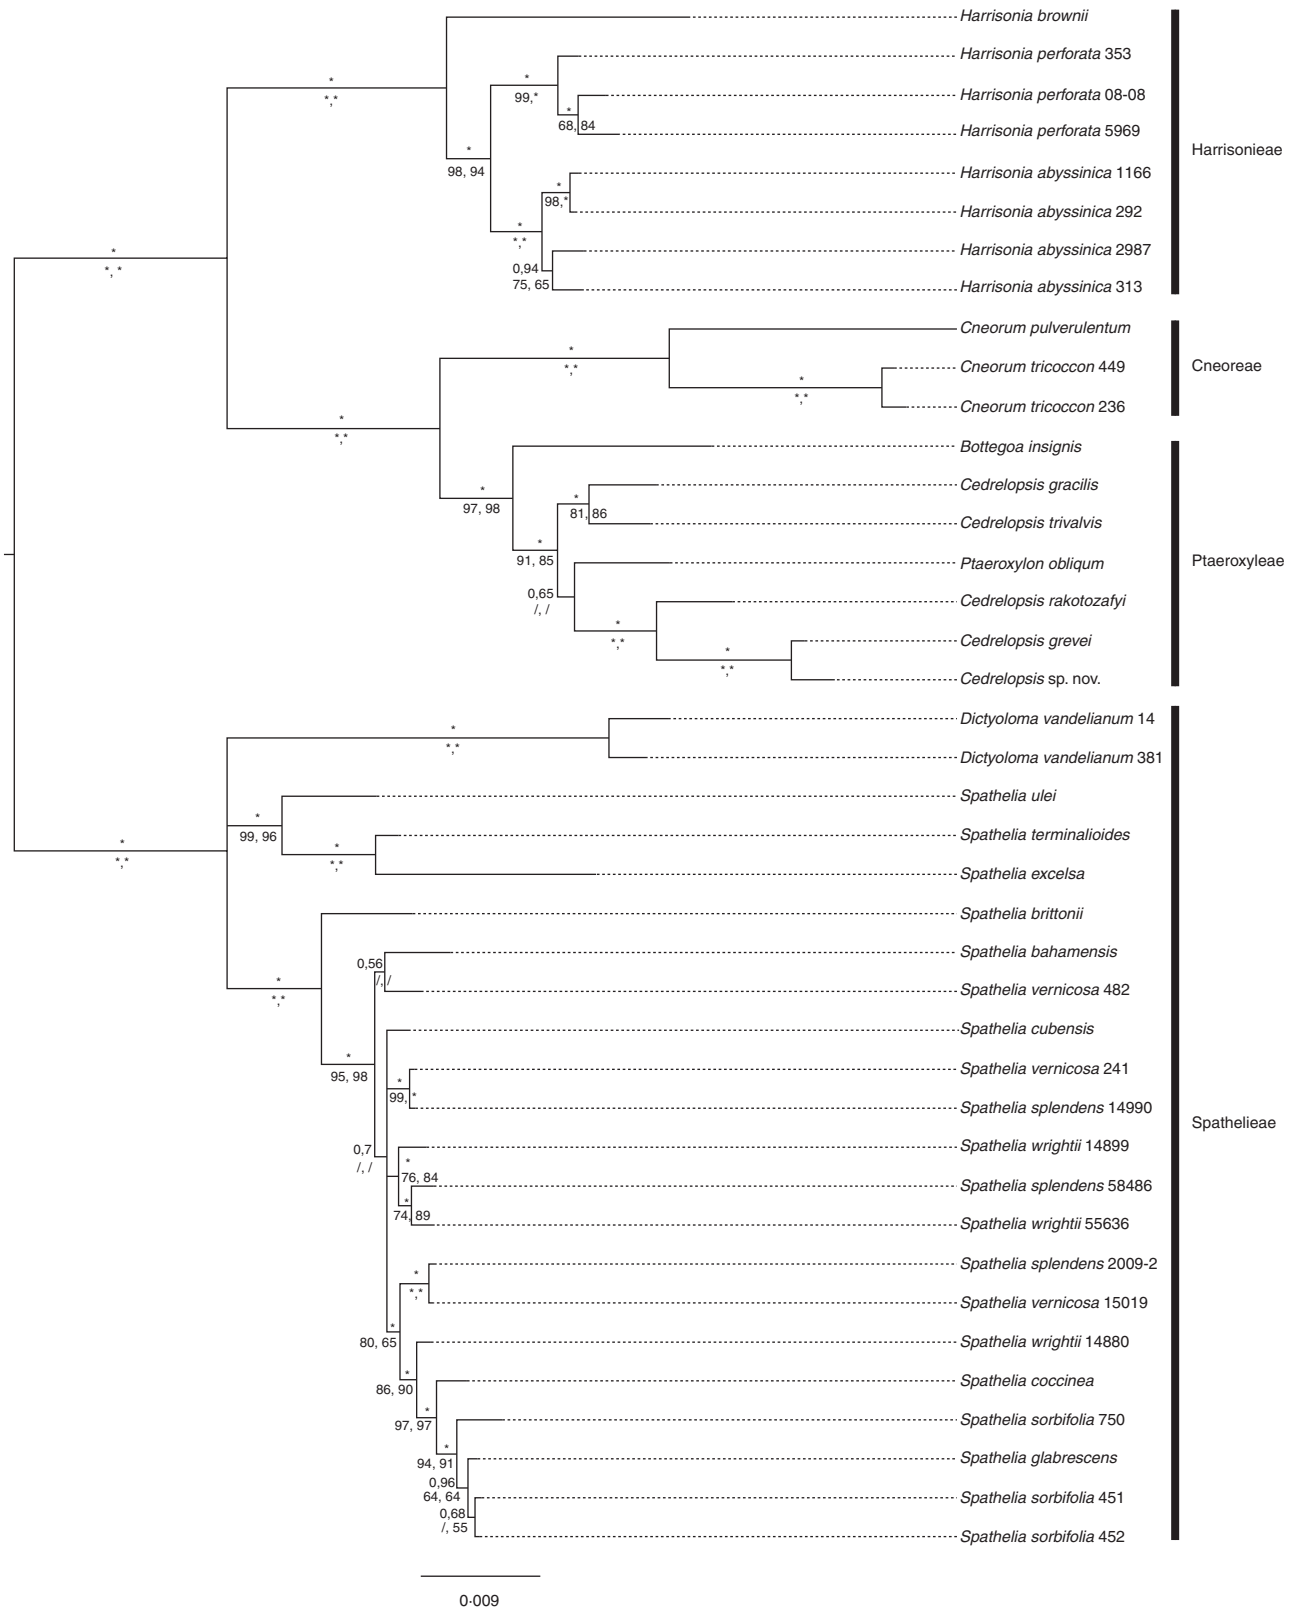 Harrisonia brownii
*
*,*
Harrisonia perforata 353
*
99,*
Harrisonia perforata 08-08
*
68, 84
Harrisonia perforata 5969
*
98, 94
Harrisonieae
Harrisonia abyssinica 1166
*
98,*
Harrisonia abyssinica 292
*
*,*
Harrisonia abyssinica 2987
*
*, *
0,94
75, 65
Harrisonia abyssinica 313
Cneorum pulverulentum
*
*,*
Cneorum tricoccon 449
Cneoreae
*
*,*
Cneorum tricoccon 236
*
*,*
Bottegoa insignis
Cedrelopsis gracilis
*
97, 98
*
81, 86
Cedrelopsis trivalvis
*
91, 85
Ptaeroxylon obliqum
Ptaeroxyleae
0,65
/, /
Cedrelopsis rakotozafyi
*
*,*
Cedrelopsis grevei
*
*,*
Cedrelopsis sp. nov.
Dictyoloma vandelianum 14
*
*,*
Dictyoloma vandelianum 381
Spathelia ulei
*
99, 96
Spathelia terminalioides
*
*,*
*
*,*
Spathelia excelsa
Spathelia brittonii
Spathelia bahamensis
0,56
/, /
*
*,*
Spathelia vernicosa 482
Spathelia cubensis
*
95, 98
Spathelia vernicosa 241
*
99, *
Spathelia splendens 14990
Spathelieae
Spathelia wrightii 14899
0,7
/, /
*
76, 84
Spathelia splendens 58486
*
74, 89
Spathelia wrightii 55636
Spathelia splendens 2009-2
*
*,*
Spathelia vernicosa 15019
*
80, 65
Spathelia wrightii 14880
*
86, 90
Spathelia coccinea
*
97, 97
Spathelia sorbifolia 750
*
94, 91
Spathelia glabrescens
0,96
64, 64
Spathelia sorbifolia 451
0,68
/, 55
Spathelia sorbifolia 452
0·009